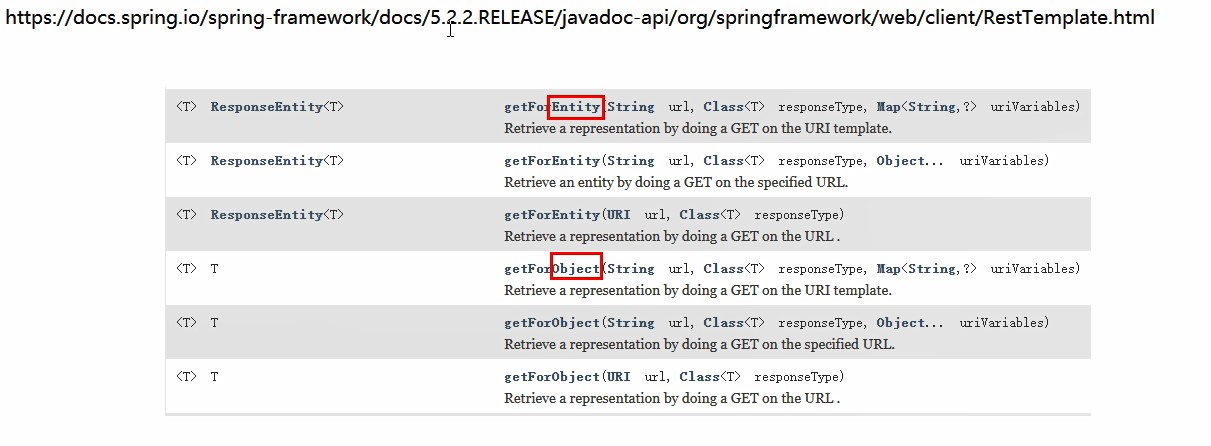 https://docs.spring.io/spring-framework/docs/5.2.2.RELEASE/javadoc-api/org/springframework/web/client/RestTemplate.html
<T> ResponseEntity<T> getForEntity(String url, Class<T> responseType, Map<String,?> uriVariables)
Retrieve a representation by doing a GET on the URI template.
<T> ResponseEntity<T> getForEntity(String url, Class<T> responseType, Object... uriVariables)
Retrieve an entity by doing a GET on the specified URL.
<T> ResponseEntity<T> getForEntity(URI url, Class<T> responseType)
Retrieve a representation by doing a GET on the URL .
<T> T getForObject(String url, Class<T> responseType, Map<String,?> uriVariables)
Retrieve a representation by doing a GET on the URI template.
<T> T getForObject(String url, Class<T> responseType, Object... uriVariables)
Retrieve a representation by doing a GET on the specified URL.
<T> T getForObject(URI url, Class<T> responseType)
Retrieve a representation by doing a GET on the URL .